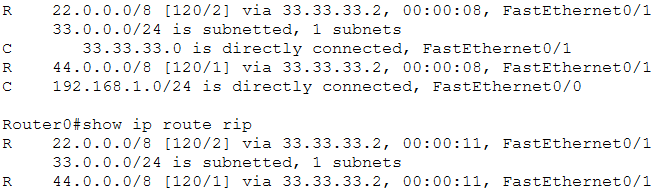 R    22.0.0.0/8 [120/2] via 33.33.33.2, 00:00:08, FastEthernet0/1
     33.0.0.0/24 is subnetted, 1 subnets
C       33.33.33.0 is directly connected, FastEthernet0/1
R    44.0.0.0/8 [120/1] via 33.33.33.2, 00:00:08, FastEthernet0/1
C    192.168.1.0/24 is directly connected, FastEthernet0/0
Router0#show ip route rip
R    22.0.0.0/8 [120/2] via 33.33.33.2, 00:00:11, FastEthernet0/1
     33.0.0.0/24 is subnetted, 1 subnets
R    44.0.0.0/8 [120/1] via 33.33.33.2, 00:00:11, FastEthernet0/1